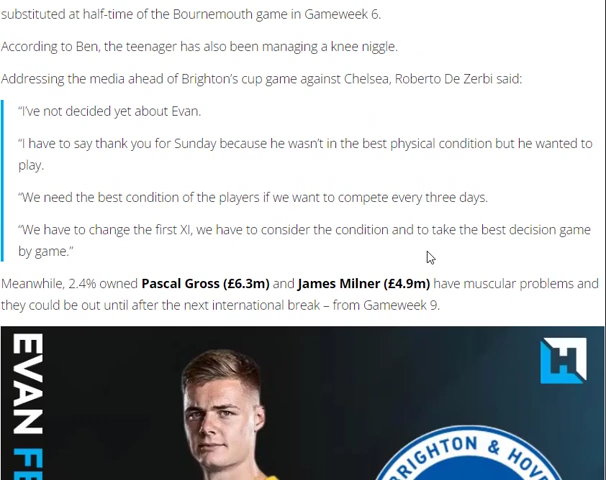 substituted at half-time of the Bournemouth game in Gameweek 6.
According to Ben, the teenager has also been managing a knee niggle.
Addressing the media ahead of Brighton's cup game against Chelsea, Roberto De Zerbi said:
"I've not decided yet about Evan.
"I have to say thank you for Sunday because he wasn't in the best physical condition but he wanted to
play.
"We need the best condition of the players if we want to compete every three days.
"We have to change the first XI, we have to consider the condition and to take the best decision game
by game."
Meanwhile, 2.4% owned Pascal Gross (£6.3m) and James Milner (£4.9m) have muscular problems and
they could be out until after the next international break – from Gameweek 9.
EVAN FE
BRIGHTON & HOV